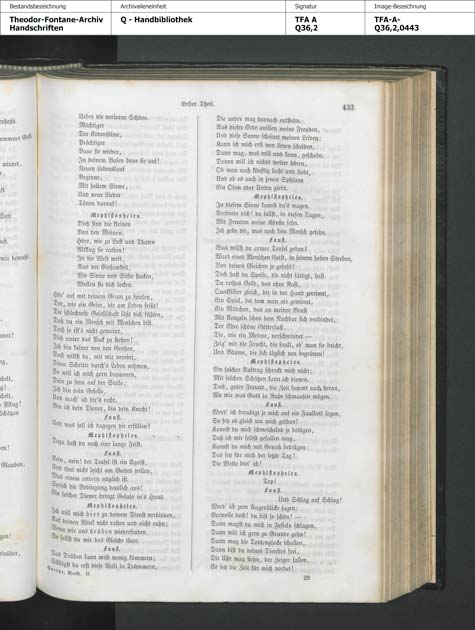 Bestandsbezeichnung
Archivalieneinheit
Signatur
Image-Bezeichnung
Theodor-Fontane-Archiv
Handschriften
Q - Handbibliothek
TFA A
Q36,2
TFA-A-
Q36,2,0443
Erster Theil.
433
Ueber die verlorne Schöne.
Mächtiger
Der Erdensöhne,
Prächtiger
Baue sie wieder,
In deinem Busen baue sie auf!
Neuen Lebenslauf
Beginne,
Mit hellem Sinne,
Und neue Lieder
Tönen darauf!
Mephistopheles.
Dieß sind die Kleinen
Von den Meinen.
Höre, wie zu Lust und Thaten
Altklug sie rathen!
In die Welt weit,
Aus der Einsamkeit,
Wo Sinne und Säfte stocken,
Wollen sie dich locken.
Hör' auf mit deinem Gram zu spielen,
Der, wie ein Geier, dir am Leben frißt!
Die schlechteste Gesellschaft läßt dich fühlen,
Daß du ein Mensch mit Menschen bist.
Doch so ist's nicht gemeint,
Dich unter das Pack zu stoßen!
Ich bin keiner von den Großen;
Doch willst du, mit mir vereint,
Deine Schritte durch's Leben nehmen,
So will ich mich gern bequemen,
Dein zu seyn auf der Stelle;
Ich bin dein Geselle,
Und mach' ich dir's recht,
Bin ich dein Diener, bin dein Knecht!
Faust.
Und was soll ich dagegen dir erfüllen?
Mephistopheles.
Dazu hast du noch eine lange Frist.
Faust.
Nein, nein! der Teufel ist ein Egoist,
Und thut nicht leicht um Gottes willen,
Was einem andern nützlich ist.
Sprich die Bedingung deutlich aus!
Ein solcher Diener bringt Gefahr in's Haus.
Mephistopheles.
Ich will mich hier zu deinem Dienst verbinden,
Auf deinen Wink nicht rasten und nicht ruhn;
Wenn wir uns drüben wiederfinden,
So sollst du mir das Gleiche thun.
Faust.
Das Drüben kann mich wenig kümmern,
Schlägst du erst diese Welt in Trümmern,
Goethe, Werke. II.
Die andre mag darnach entstehn.
Aus dieser Erde quillen meine Freuden,
Und diese Sonne scheinet meinen Leiden;
Kann ich mich erst von ihnen scheiden,
Dann mag, was will und kann, geschehn.
Davon will ich nichts weiter hören,
Ob man auch künftig haßt und liebt,
Und ob es auch in jenen Sphären
Ein Oben oder Unten giebt.
Mephistopheles.
In diesem Sinne kannst du's wagen.
Verbinde dich! du sollst, in diesen Tagen,
Mit Freuden meine Künste sehn.
Ich gebe dir, was noch kein Mensch gesehn.
Faust.
Was willst du armer Teufel geben?
Ward eines Menschen Geist, in seinem hohen Streben,
Von deines Gleichen je gefaßt?
Doch hast du Speise, die nicht sättigt, hast
Du rothes Gold, das ohne Rast,
Quecksilber gleich, dir in der Hand zerrinnt,
Ein Spiel, bei dem man nie gewinnt,
Ein Mädchen, das an meiner Brust
Mit Aeugeln schon dem Nachbar sich verbindet,
Der Ehre schöne Götterlust,
Die, wie ein Meteor, verschwindet —
Zeig' mir die Frucht, die fault, eh' man sie bricht,
Und Bäume, die sich täglich neu begrünen!
Mephistopheles.
Ein solcher Auftrag schreckt mich nicht;
Mit solchen Schätzen kann ich dienen.
Doch, guter Freund, die Zeit kommt auch heran,
Wo wir was Guts in Ruhe schmausen mögen.
Faust.
Werd' ich beruhigt je mich auf ein Faulbett legen,
So sey es gleich um mich gethan!
Kannst du mich schmeichelnd je belügen,
Daß ich mir selbst gefallen mag,
Kannst du mich mit Genuß betrügen:
Das sey für mich der letzte Tag!
Die Wette biet' ich!
Mephistopheles.
Top!
Faust.
Und Schlag auf Schlag!
Werd' ich zum Augenblicke sagen:
Verweile doch! du bist so schön! —
Dann magst du mich in Fesseln schlagen,
Dann will ich gern zu Grunde gehn!
Dann mag die Todtenglocke schallen,
Dann bist du deines Dienstes frei,
Die Uhr mag stehn, der Zeiger fallen,
Es sey die Zeit für mich vorbei!
28